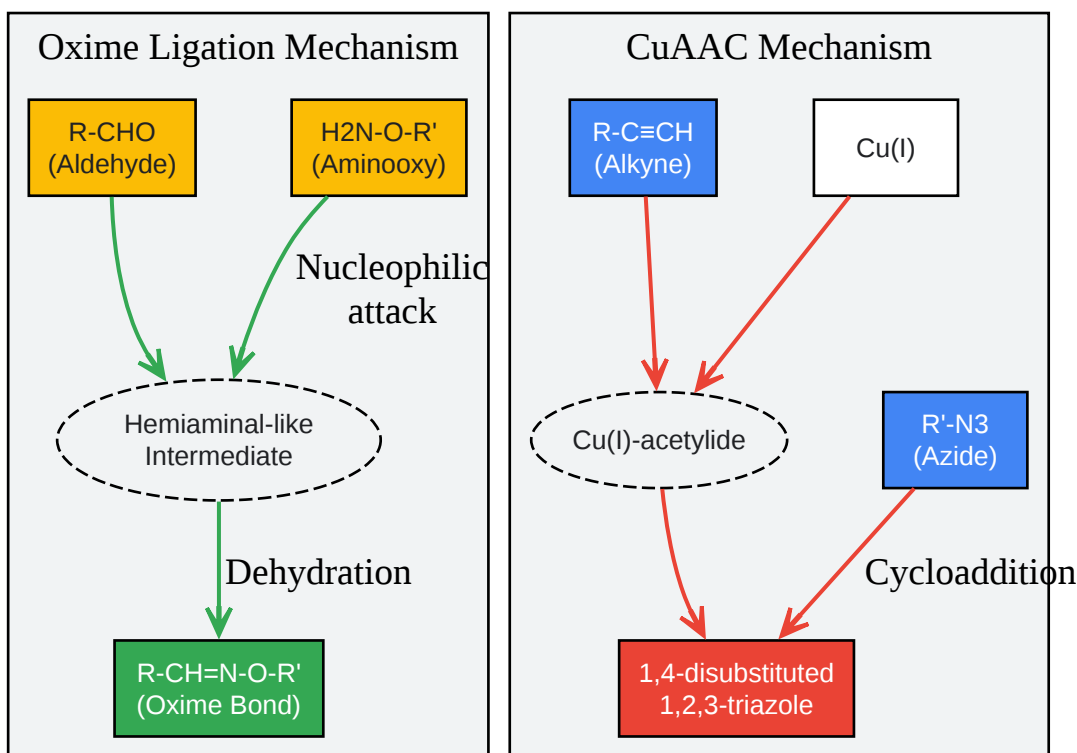 Oxime Ligation Mechanism
R-CHO
(Aldehyde)
H2N-O-R'
(Aminooxy)
Nucleophilic
attack
Hemiaminal-like
Intermediate
Dehydration
R-CH=N-O-R'
(Oxime Bond)
CuAAC Mechanism
R-C≡CH
(Alkyne)
Cu(I)
Cu(I)-acetylide
R'-N3
(Azide)
Cycloaddition
1,4-disubstituted
1,2,3-triazole